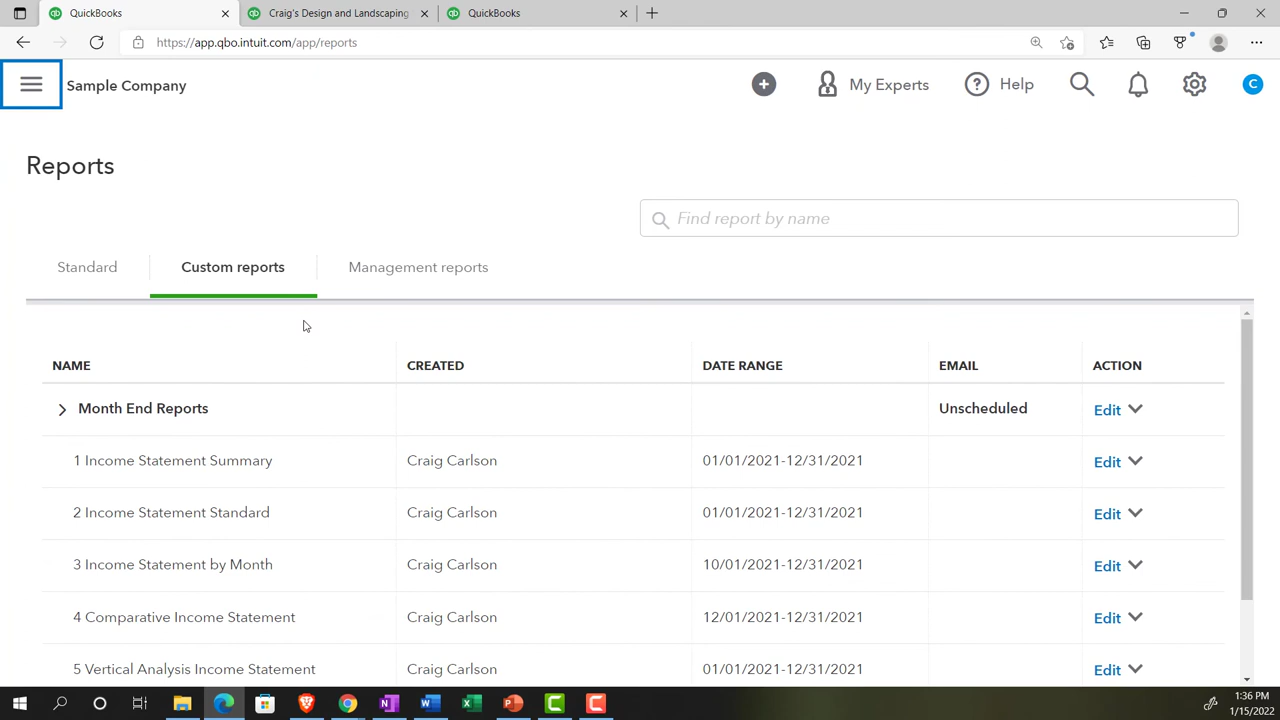 QuickBooks
Craig's Design and Landscaping
QuickBooks
https://app.qbo.intuit.com/app/reports
Sample Company
My Experts
Help
C
Reports
Find report by name
Standard
Custom reports
Management reports
NAME CREATED DATE RANGE EMAIL ACTION
Month End Reports Unscheduled Edit
1 Income Statement Summary Craig Carlson 01/01/2021-12/31/2021 Edit
2 Income Statement Standard Craig Carlson 01/01/2021-12/31/2021 Edit
3 Income Statement by Month Craig Carlson 10/01/2021-12/31/2021 Edit
4 Comparative Income Statement Craig Carlson 12/01/2021-12/31/2021 Edit
5 Vertical Analysis Income Statement Craig Carlson 01/01/2021-12/31/2021 Edit
1:36 PM
1/15/2022